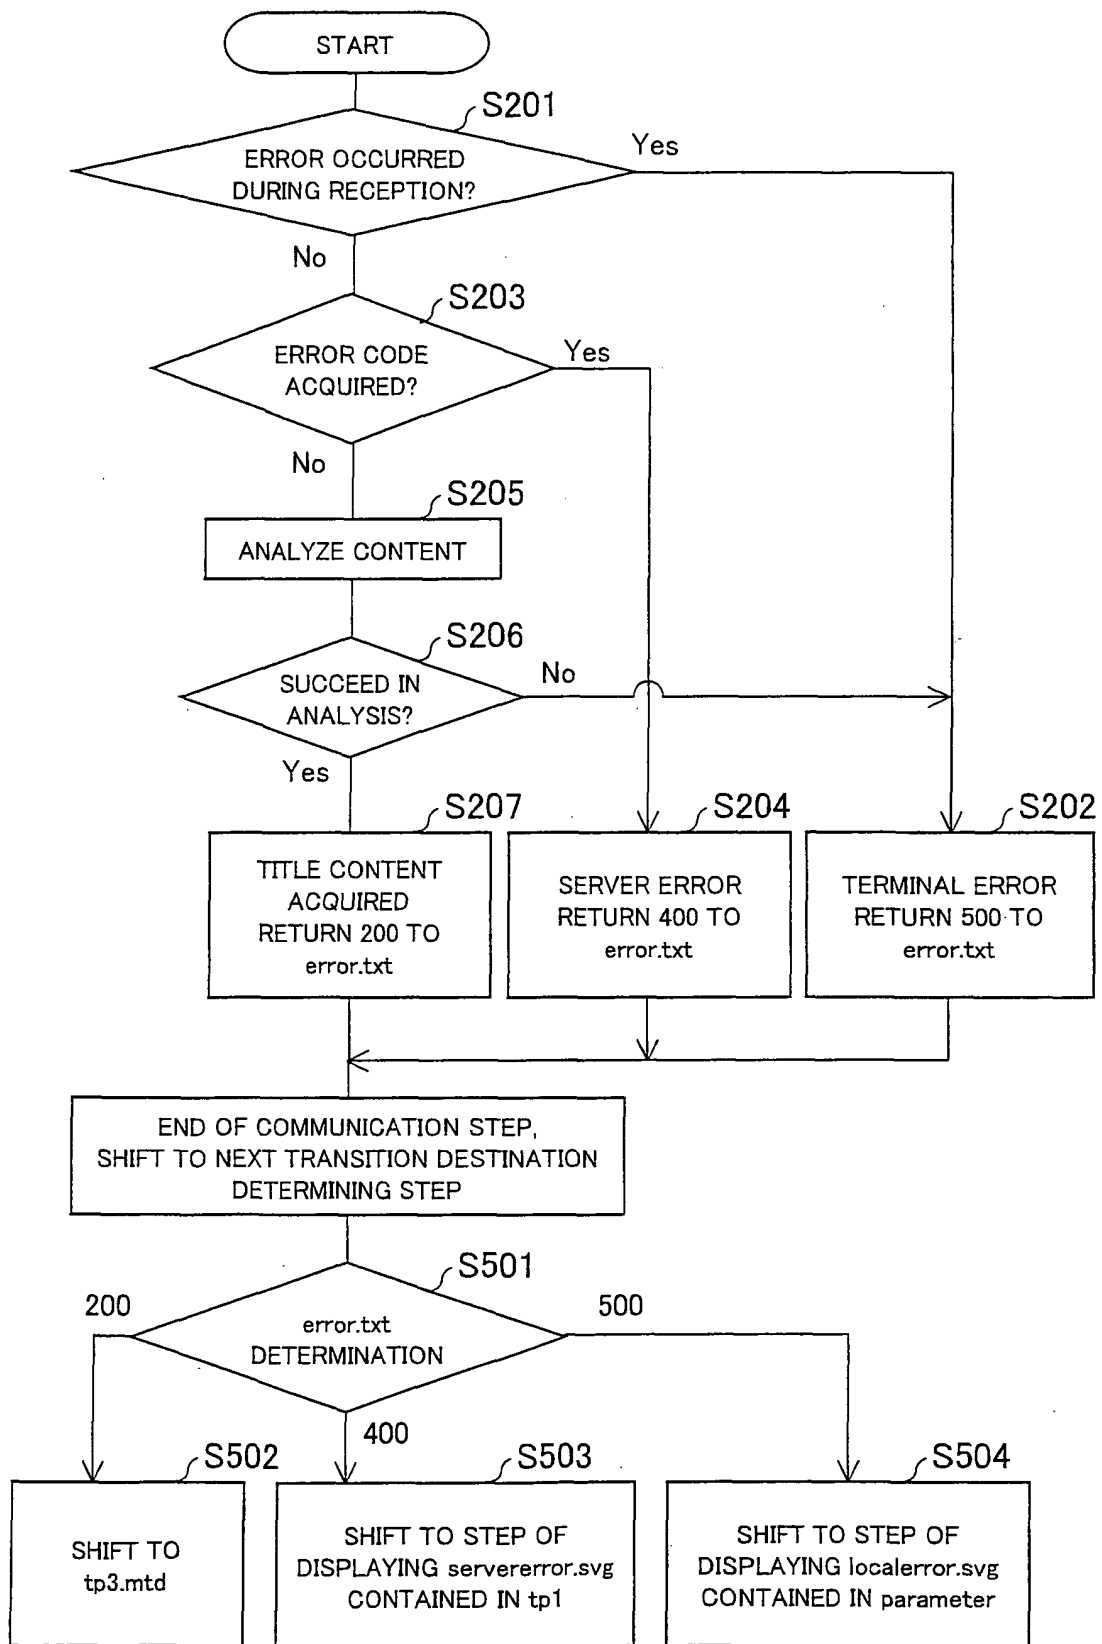 START
S201
ERROR OCCURRED
DURING RECEPTION?
Yes
No
S203
ERROR CODE
ACQUIRED?
Yes
No
S205
ANALYZE CONTENT
S206
SUCCEED IN
ANALYSIS?
No
Yes
S207
TITLE CONTENT
ACQUIRED
RETURN 200 TO
error.txt
S204
SERVER ERROR
RETURN 400 TO
error.txt
S202
TERMINAL ERROR
RETURN 500 TO
error.txt
END OF COMMUNICATION STEP,
SHIFT TO NEXT TRANSITION DESTINATION
DETERMINING STEP
S501
200
error.txt
DETERMINATION
500
400
S502
SHIFT TO
tp3.mtd
S503
SHIFT TO STEP OF
DISPLAYING servererror.svg
CONTAINED IN tp1
S504
SHIFT TO STEP OF
DISPLAYING localerror.svg
CONTAINED IN parameter